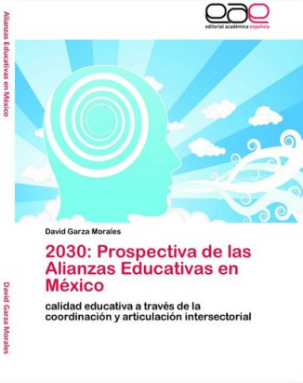 Alianzas Educativas en México
David Garza Morales
eae
editorial académica española
David Garza Morales
2030: Prospectiva de las
Alianzas Educativas en
México
calidad educativa a través de la
coordinación y articulación intersectorial